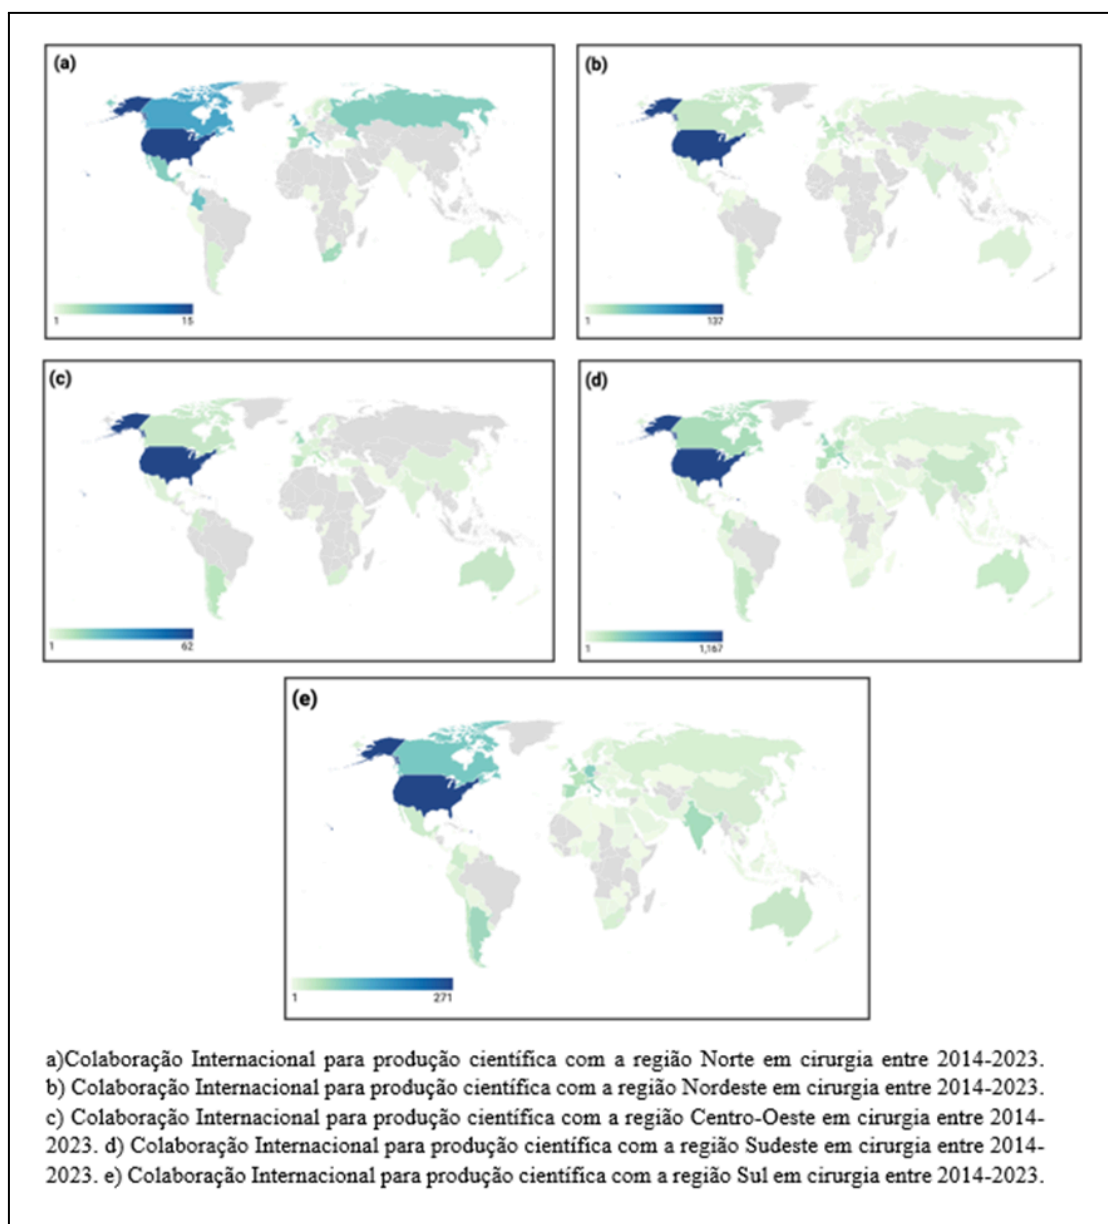 (a)
(b)
1
15
1
137
(c)
(d)
1
62
1
1,167
(e)
1
271
a)Colaboração Internacional para produção científica com a região Norte em cirurgia entre 2014-2023.
b) Colaboração Internacional para produção científica com a região Nordeste em cirurgia entre 2014-2023.
c) Colaboração Internacional para produção científica com a região Centro-Oeste em cirurgia entre 2014-
2023. d) Colaboração Internacional para produção científica com a região Sudeste em cirurgia entre 2014-
2023. e) Colaboração Internacional para produção científica com a região Sul em cirurgia entre 2014-2023.